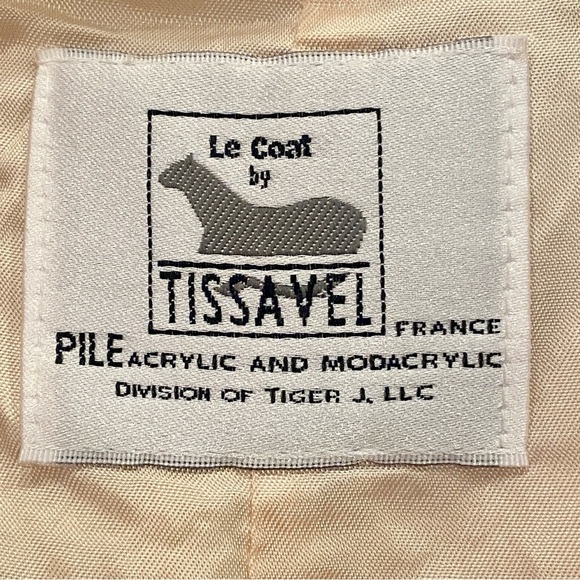 Le Coat
by
TISSAVEL
FRANCE
PILE ACRYLIC AND MODACRYLIC
DIVISION OF TIGER J, LLC